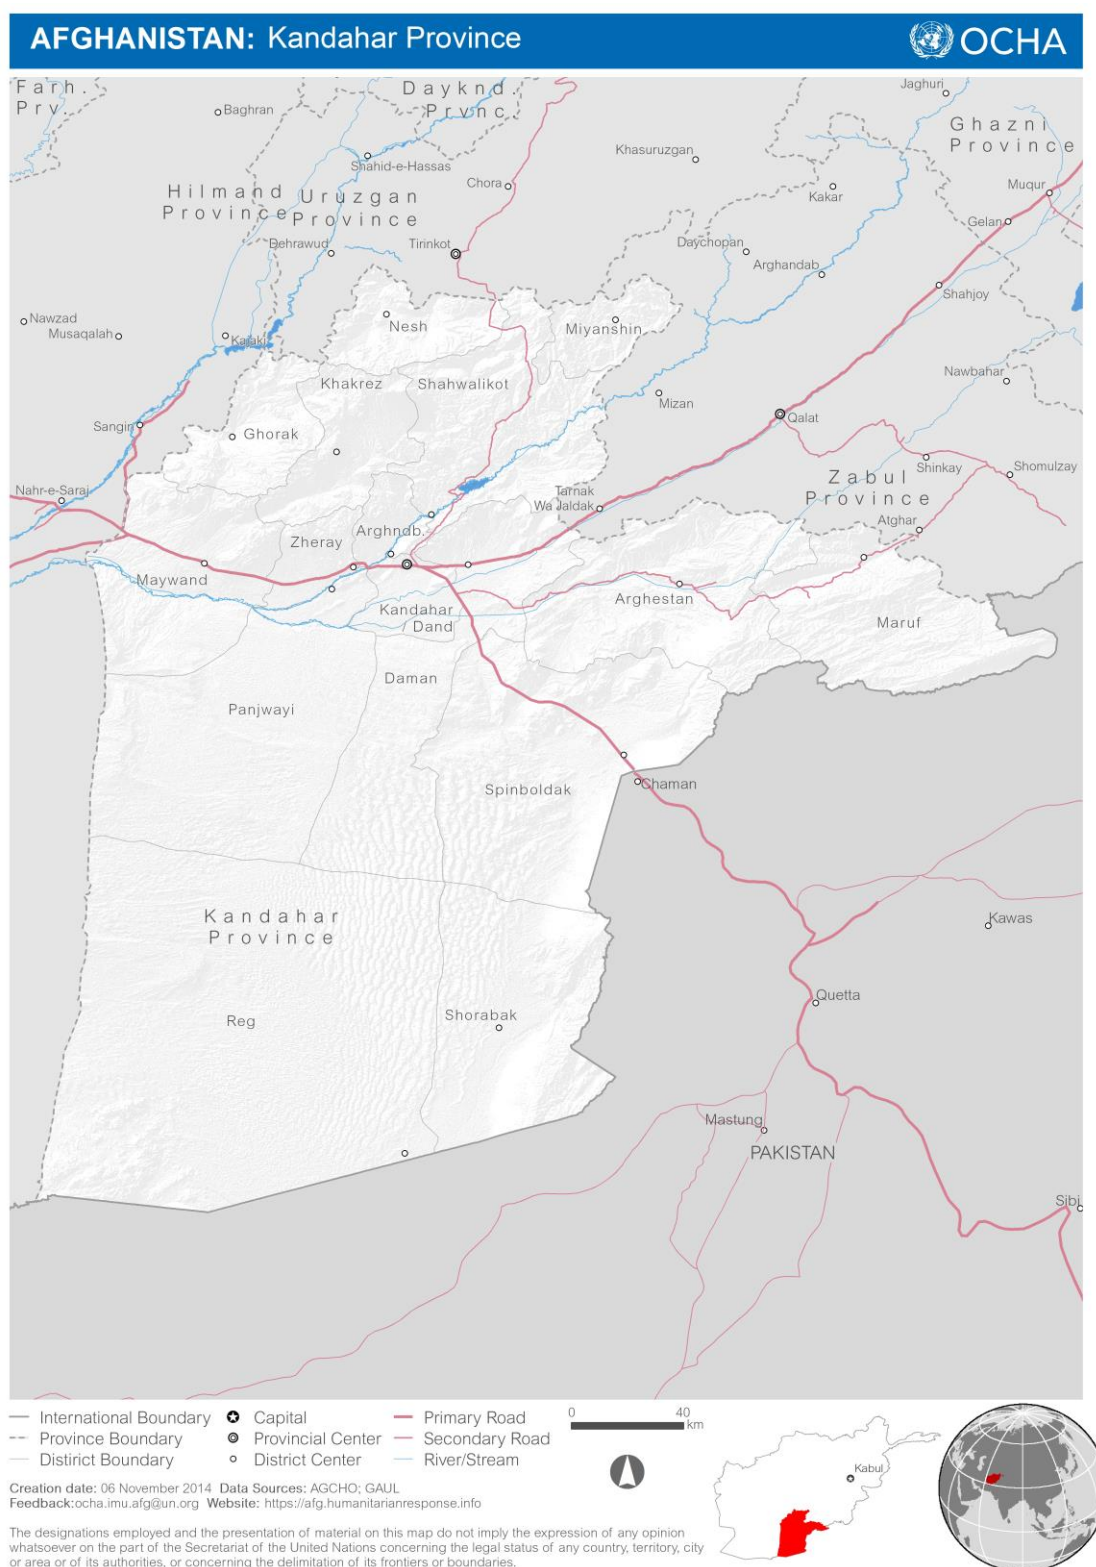 AFGHANISTAN: Kandahar Province
OCHA
Farh.
Prv.
Baghran
Dayknd.
Prvnc.
Jaghuri
Ghazni
Province
Shahid-e-Hassas
Khasuruzgan
Chora
Kakar
Muqur
Hilmand
Province
Uruzgan
Province
Gelan
Dehrawud
Tirinkot
Daychopan
Arghandab
Shahjoy
Nawzad
Musaqalah
Kajaki
Nesh
Miyanshin
Khakrez
Shahwalikot
Nawbahar
Mizan
Qalat
Sangin
Ghorak
Shinkay
Shomulzay
Zabul
Province
Nahr-e-Saraj
Tarnak
Wa Jaldak
Atghar
Arghndb.
Zheray
Maywand
Arghestan
Kandahar
Dand
Maruf
Daman
Panjwayi
Spinboldak
Chaman
Kandahar
Province
Kawas
Quetta
Reg
Shorabak
Mastung
PAKISTAN
Sibi
International Boundary
Province Boundary
Distirict Boundary
Capital
Provincial Center
District Center
Primary Road
Secondary Road
River/Stream
0 40
km
Kabul
Creation date: 06 November 2014 Data Sources: AGCHO; GAUL
Feedback:ocha.imu.afg@un.org Website: https://afg.humanitarianresponse.info
The designations employed and the presentation of material on this map do not imply the expression of any opinion
whatsoever on the part of the Secretariat of the United Nations concerning the legal status of any country, territory, city
or area or of its authorities, or concerning the delimitation of its frontiers or boundaries.